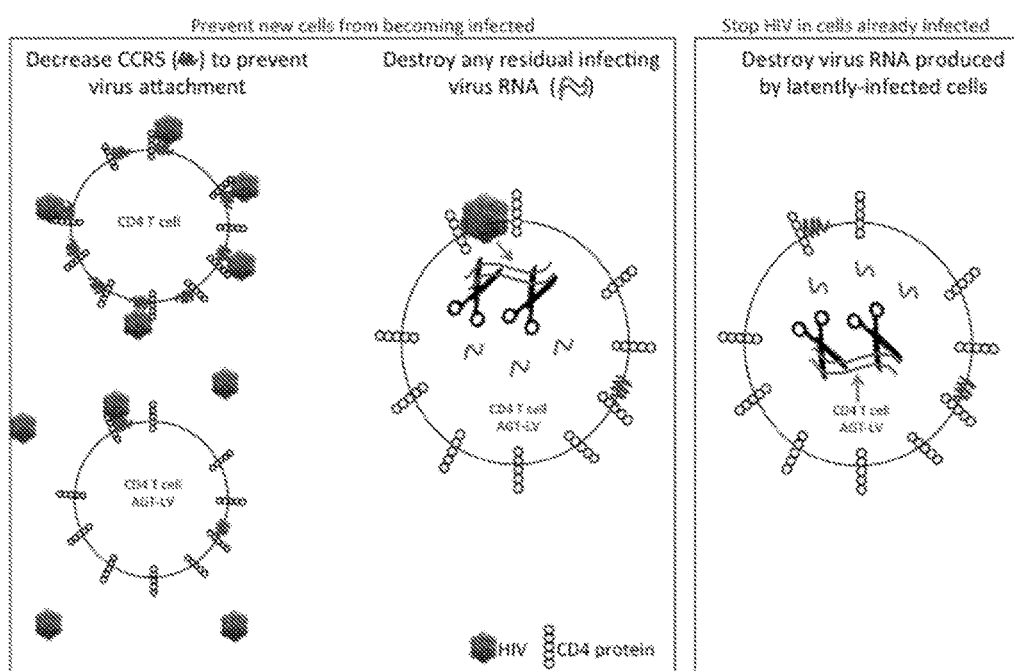 Prevent new cells from becoming infected
Stop HIV in cells already infected
Decrease CCR5 ( ) to prevent
virus attachment
Destroy any residual infecting
virus RNA ( )
Destroy virus RNA produced
by latently-infected cells
CD4 T cell
CD4 T cell
AGT-LV
CD4 T cell
AGT-LV
CD4 T cell
AGT-LV
HIV
CD4 protein